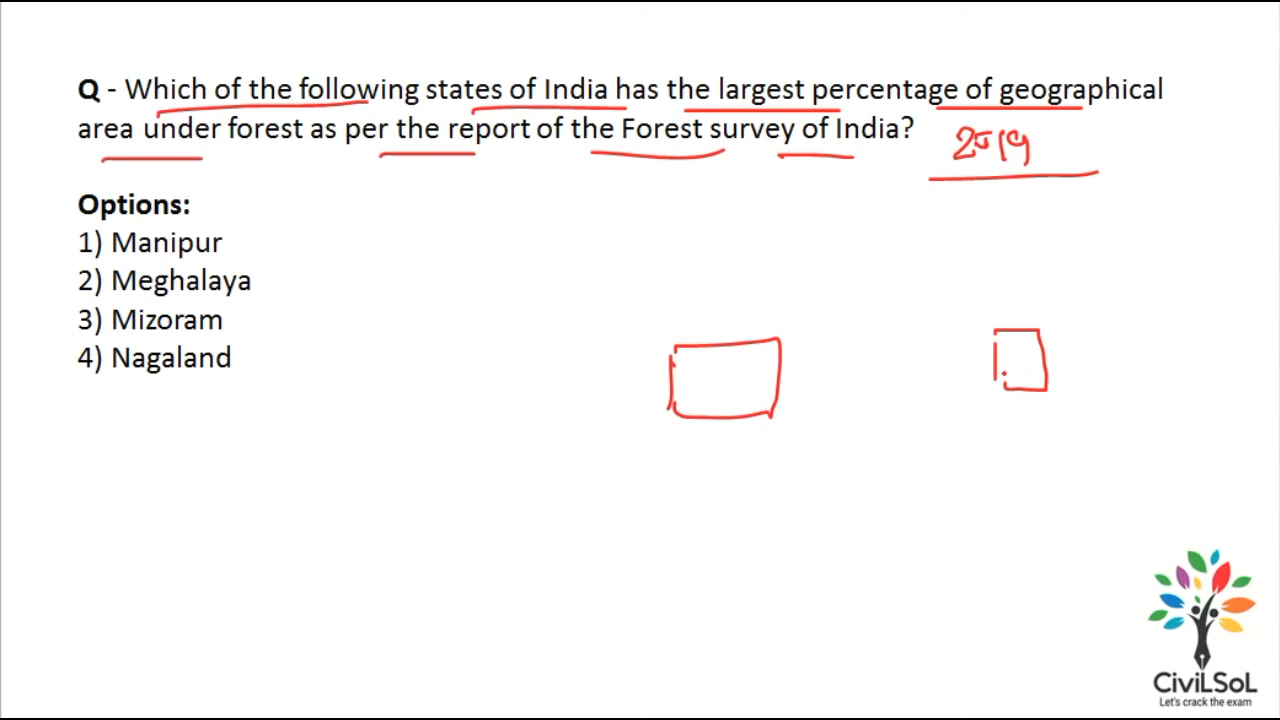 Q - Which of the following states of India has the largest percentage of geographical
area under forest as per the report of the Forest survey of India? 2019
Options:
1) Manipur
2) Meghalaya
3) Mizoram
4) Nagaland
CiviLSoL
Let's crack the exam